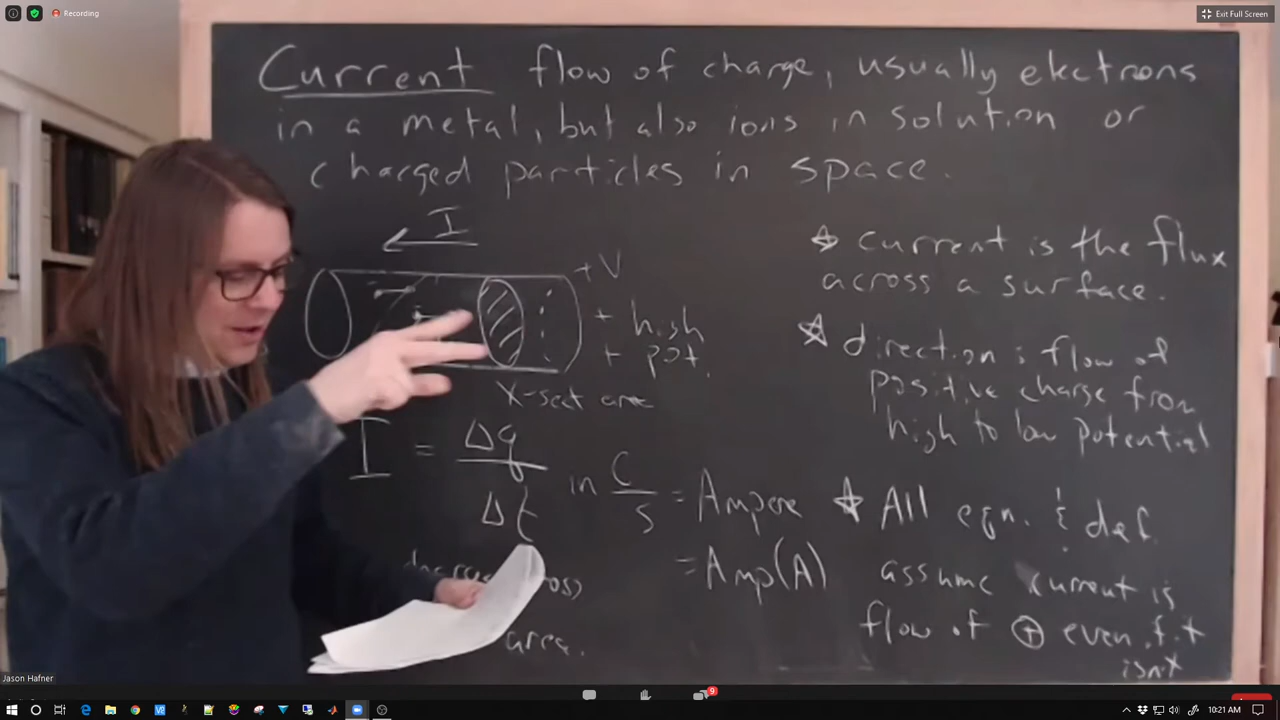 Recording
Exit Full Screen
Current flow of charge, usually electrons
in a metal, but also ions in solution or
charged particles in space.
I
+V
+ high
+ pot.
X-sect are
I = Δq
Δt
in C
s
= Ampere
= Amp(A)
area.
☆ current is the flux
across a surface.
☆ direction is flow of
positive charge from
high to low potential
☆ All eqn. & def.
assume current is
flow of ⊕ even if it
isn't
Jason Hafner
9
10:21 AM